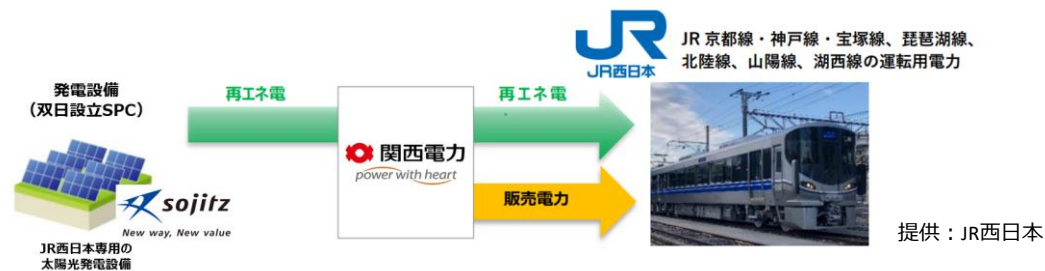 発電設備
（双日設立SPC）
sojitz
New way, New value
JR西日本専用の
太陽光発電設備
再エネ電
関西電力
power with heart
再エネ電
販売電力
JR
JR西日本
JR 京都線・神戸線・宝塚線、琵琶湖線、
北陸線、山陽線、湖西線の運転用電力
提供：JR西日本